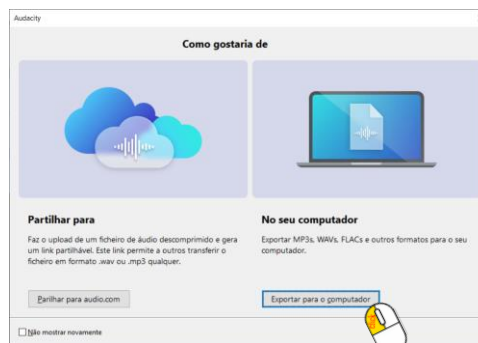 Audacity
Como gostaria de
Partilhar para
Faz o upload de um ficheiro de áudio descomprimido e gera
um link partilhável. Este link permite a outros transferir o
ficheiro em formato .wav ou .mp3 qualquer.
Parilhar para audio.com
No seu computador
Exportar MP3s, WAVs, FLACs e outros formatos para o seu
computador.
Exportar para o computador
Não mostrar novamente